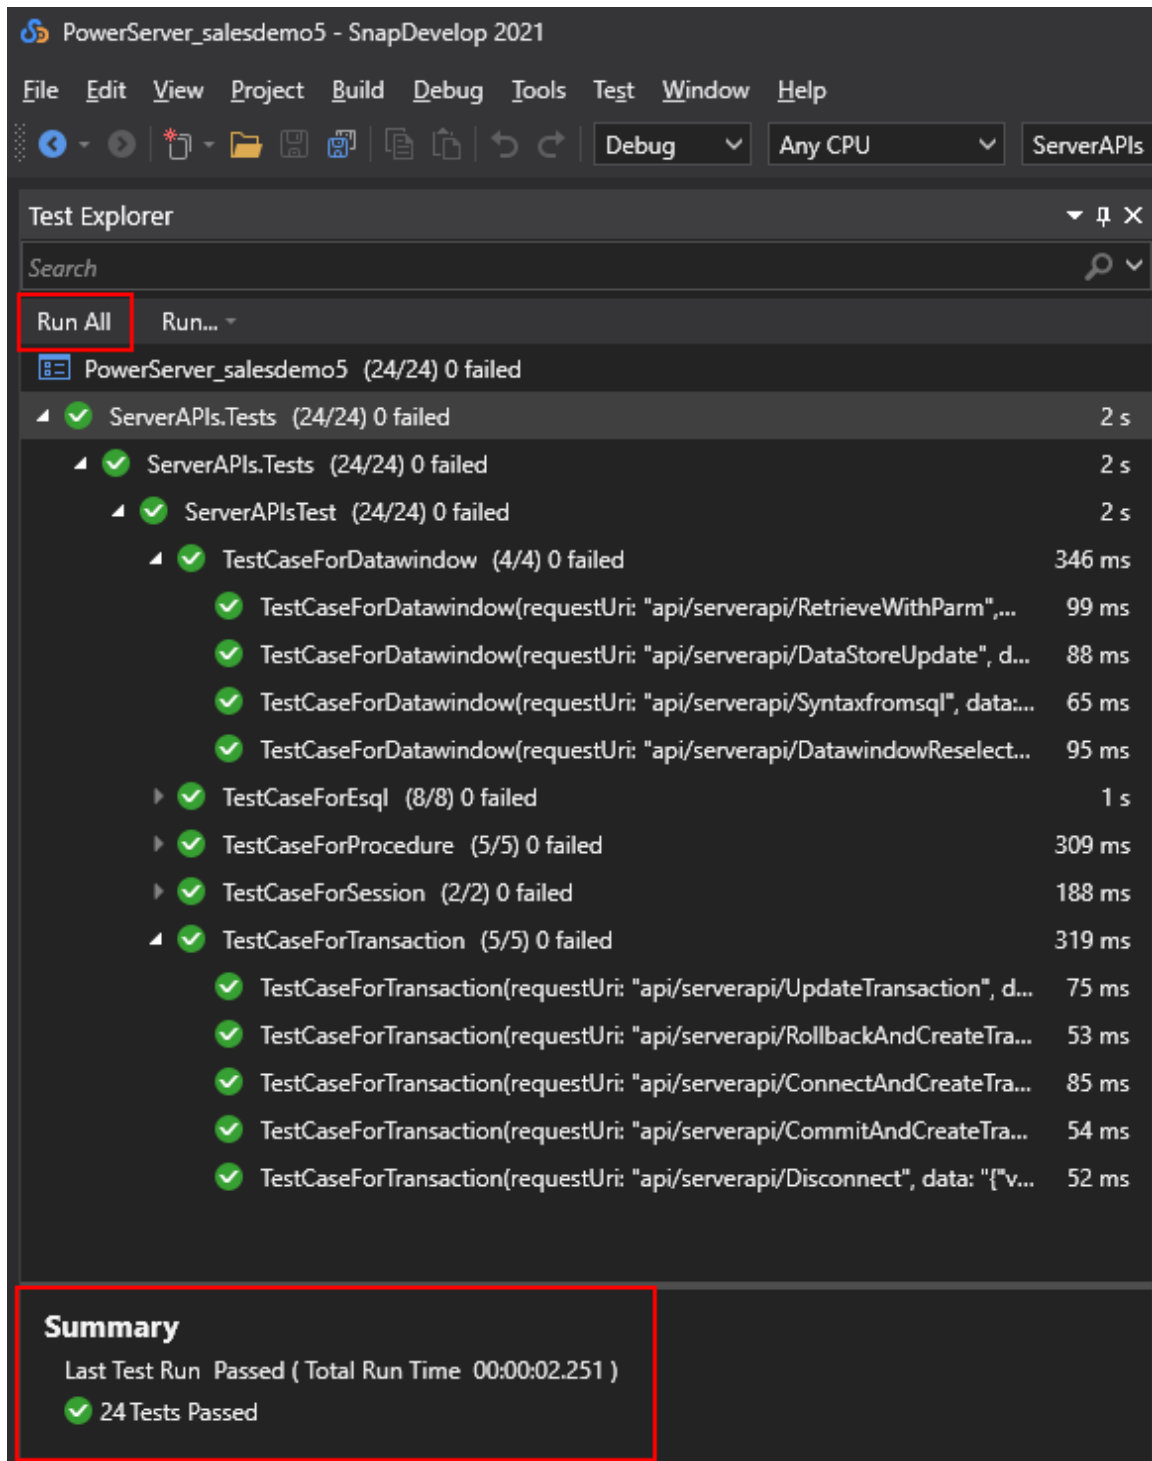 PowerServer_salesdemo5 - SnapDevelop 2021
File Edit View Project Build Debug Tools Test Window Help
Debug Any CPU ServerAPIs
Test Explorer
Search
Run All Run...
PowerServer_salesdemo5 (24/24) 0 failed
ServerAPIs.Tests (24/24) 0 failed 2 s
ServerAPIs.Tests (24/24) 0 failed 2 s
ServerAPIsTest (24/24) 0 failed 2 s
TestCaseForDatawindow (4/4) 0 failed 346 ms
TestCaseForDatawindow(requestUri: "api/serverapi/RetrieveWithParm",... 99 ms
TestCaseForDatawindow(requestUri: "api/serverapi/DataStoreUpdate", d... 88 ms
TestCaseForDatawindow(requestUri: "api/serverapi/Syntaxfromsql", data:... 65 ms
TestCaseForDatawindow(requestUri: "api/serverapi/DatawindowReselect... 95 ms
TestCaseForEsql (8/8) 0 failed 1 s
TestCaseForProcedure (5/5) 0 failed 309 ms
TestCaseForSession (2/2) 0 failed 188 ms
TestCaseForTransaction (5/5) 0 failed 319 ms
TestCaseForTransaction(requestUri: "api/serverapi/UpdateTransaction", d... 75 ms
TestCaseForTransaction(requestUri: "api/serverapi/RollbackAndCreateTra... 53 ms
TestCaseForTransaction(requestUri: "api/serverapi/ConnectAndCreateTra... 85 ms
TestCaseForTransaction(requestUri: "api/serverapi/CommitAndCreateTra... 54 ms
TestCaseForTransaction(requestUri: "api/serverapi/Disconnect", data: "{"v... 52 ms
Summary
Last Test Run Passed ( Total Run Time 00:00:02.251 )
24 Tests Passed